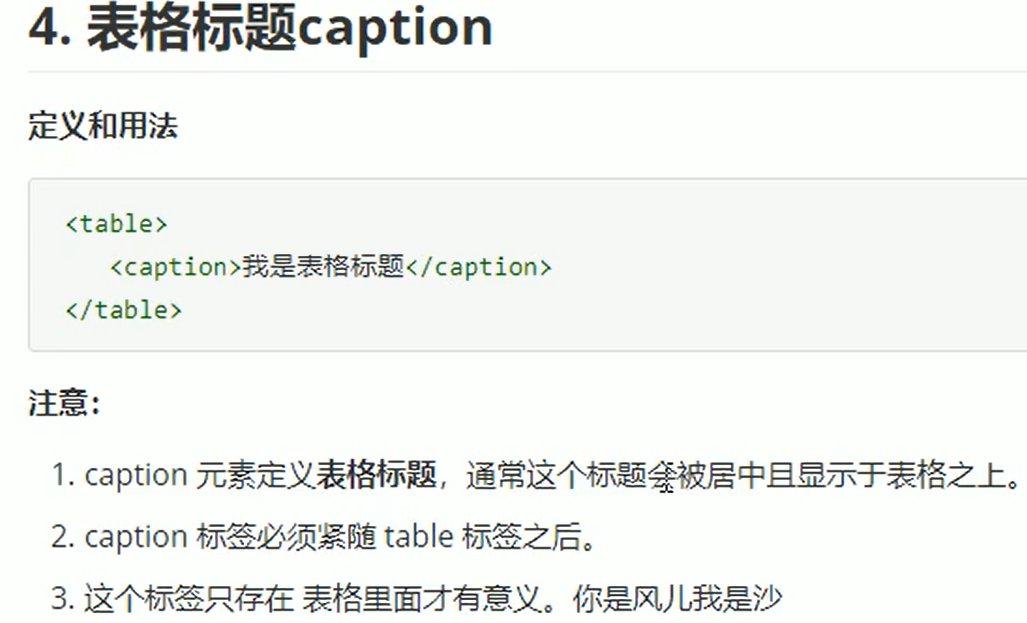 4. 表格标题caption
定义和用法
<table>
<caption>我是表格标题</caption>
</table>
注意：
1. caption 元素定义表格标题，通常这个标题会被居中且显示于表格之上。
2. caption 标签必须紧随 table 标签之后。
3. 这个标签只存在 表格里面才有意义。你是风儿我是沙